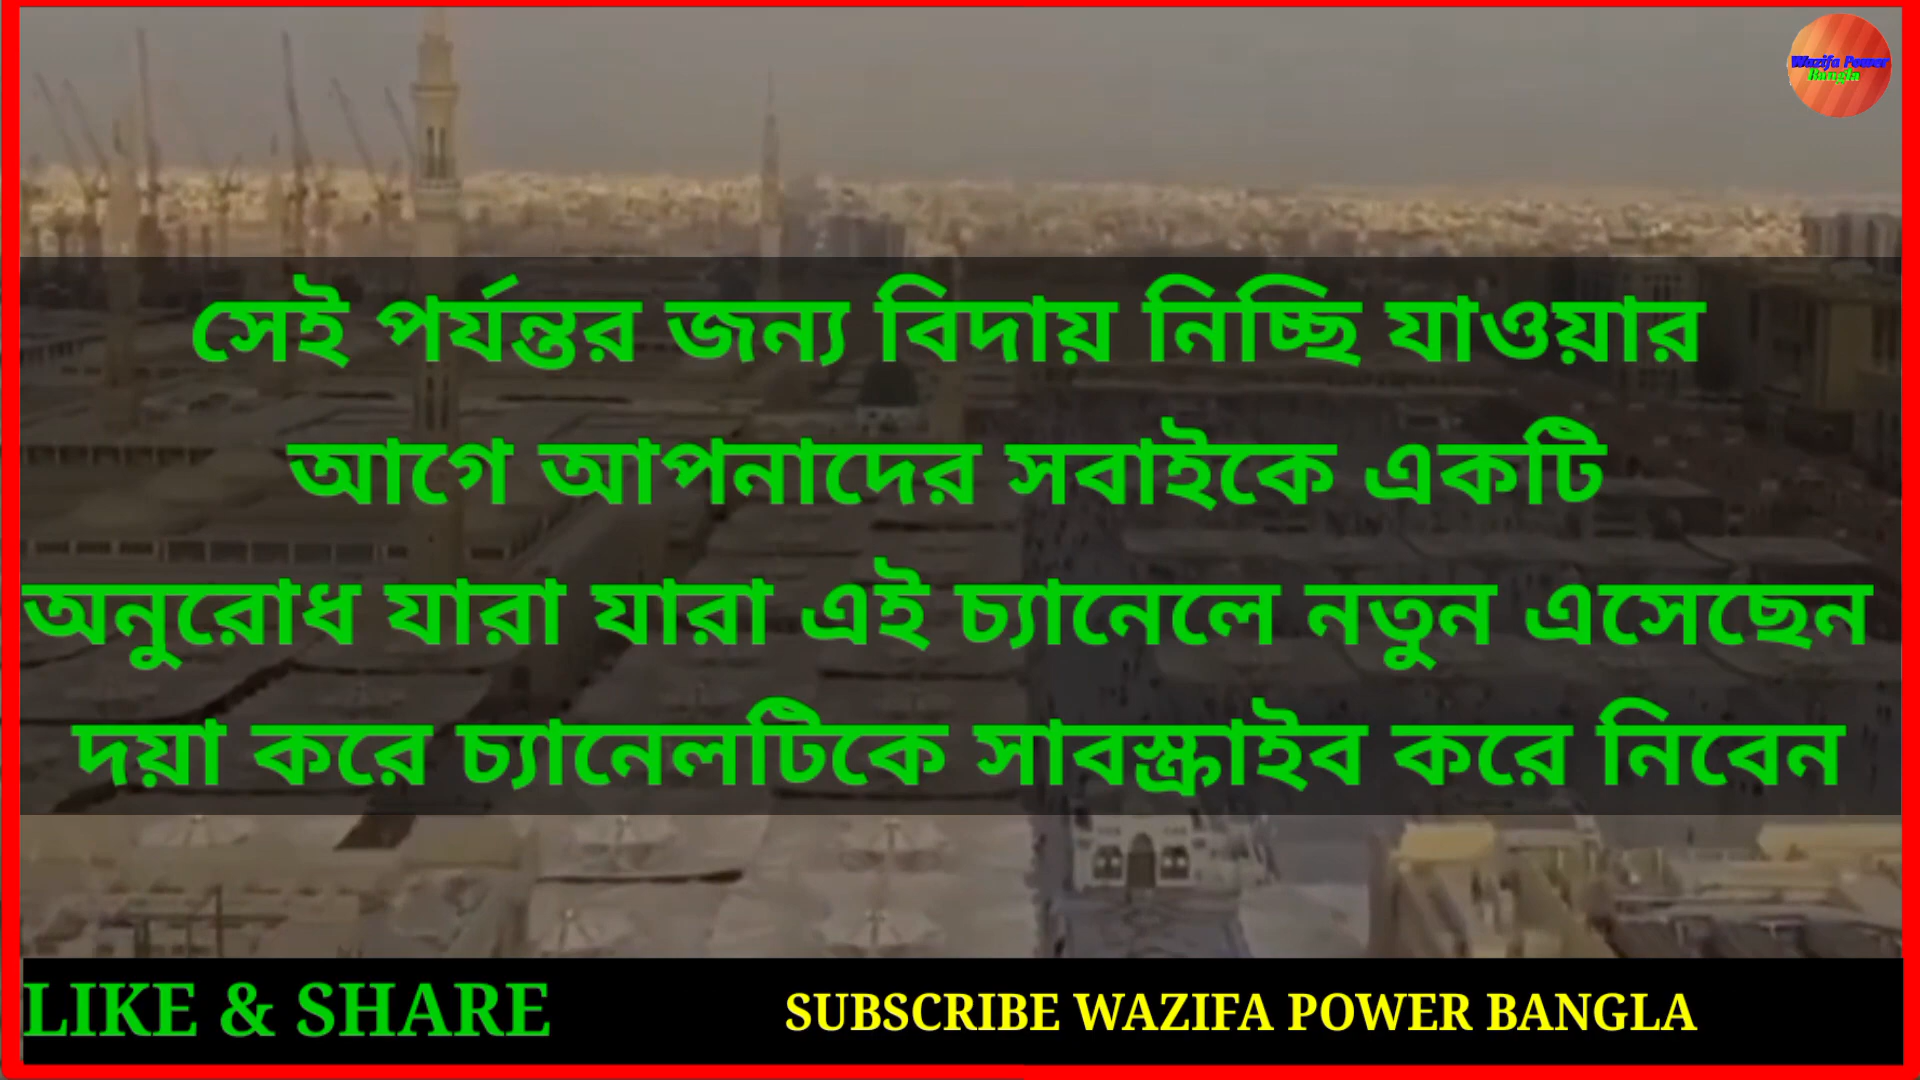 Wazifa Power
Bangla
সেই পর্যন্তর জন্য বিদায় নিচ্ছি যাওয়ার
আগে আপনাদের সবাইকে একটি
অনুরোধ যারা যারা এই চ্যানেলে নতুন এসেছেন
দয়া করে চ্যানেলটিকে সাবস্ক্রাইব করে নিবেন
LIKE & SHARE
SUBSCRIBE WAZIFA POWER BANGLA